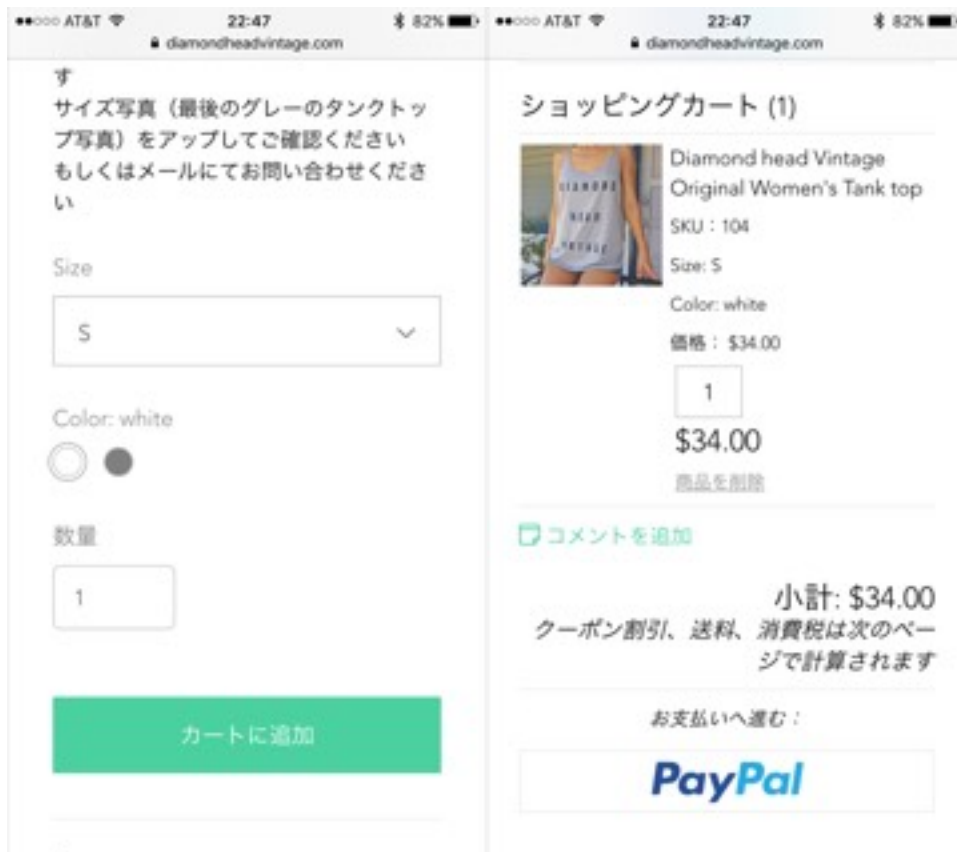 AT&T 22:47 82%
diamondheadvintage.com
す
サイズ写真（最後のグレーのタンクトッ
プ写真）をアップしてご確認ください
もしくはメールにてお問い合わせくださ
い
Size
S
Color: white
数量
1
カートに追加
AT&T 22:47 82%
diamondheadvintage.com
ショッピングカート (1)
DIAMOND
HEAD
VINTAGE
Diamond head Vintage
Original Women's Tank top
SKU：104
Size: S
Color: white
価格： $34.00
1
$34.00
商品を削除
コメントを追加
小計: $34.00
クーポン割引、送料、消費税は次のペー
ジで計算されます
お支払いへ進む：
PayPal